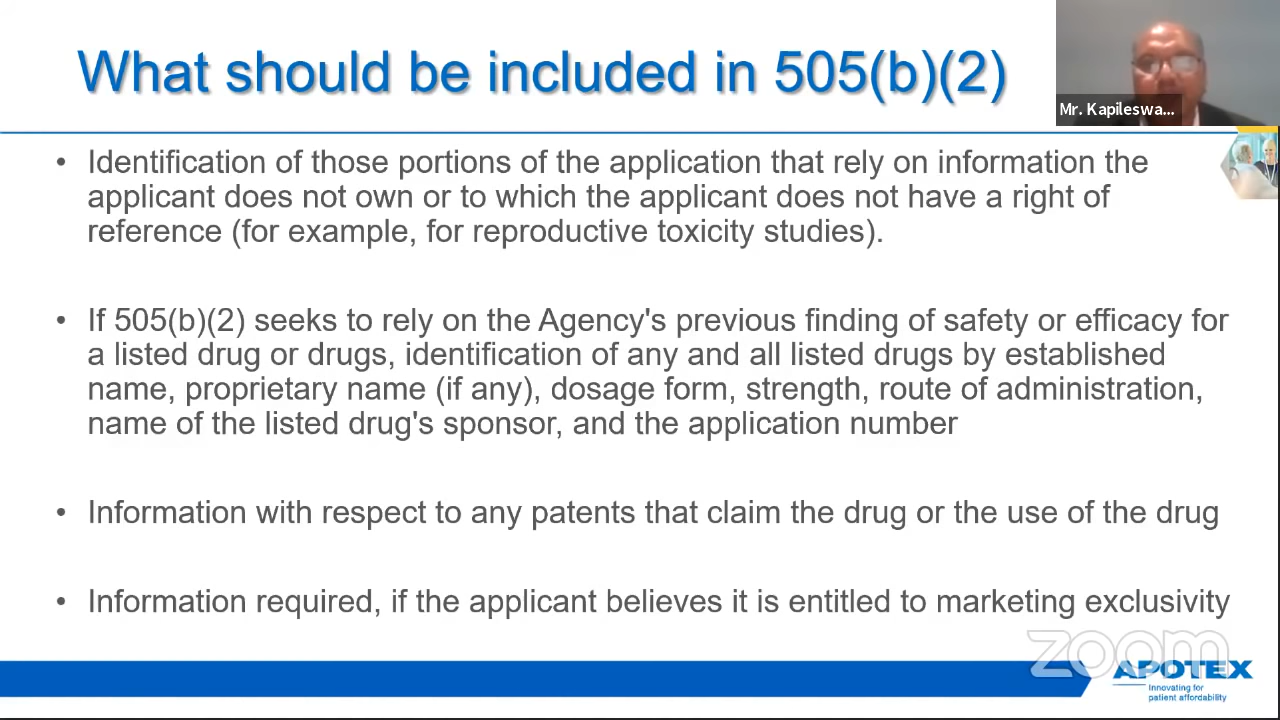 What should be included in 505(b)(2)
Mr. Kapileswa...
• Identification of those portions of the application that rely on information the
applicant does not own or to which the applicant does not have a right of
reference (for example, for reproductive toxicity studies).
• If 505(b)(2) seeks to rely on the Agency's previous finding of safety or efficacy for
a listed drug or drugs, identification of any and all listed drugs by established
name, proprietary name (if any), dosage form, strength, route of administration,
name of the listed drug's sponsor, and the application number
• Information with respect to any patents that claim the drug or the use of the drug
• Information required, if the applicant believes it is entitled to marketing exclusivity
zoom
APOTEX
Innovating for
patient affordability